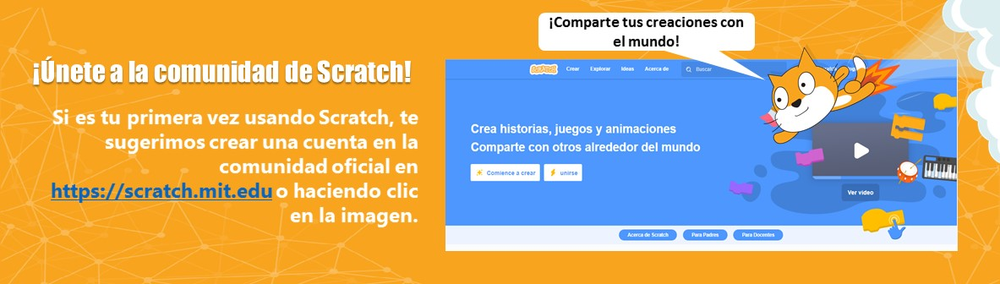 ¡Comparte tus creaciones con
el mundo!
¡Únete a la comunidad de Scratch!
Si es tu primera vez usando Scratch, te
sugerimos crear una cuenta en la
comunidad oficial en
https://scratch.mit.edu o haciendo clic
en la imagen.
SCRATCH Crear Explorar Ideas Acerca de Buscar
Crea historias, juegos y animaciones
Comparte con otros alrededor del mundo
Comience a crear unirse
Ver video
Acerca de Scratch Para Padres Para Docentes